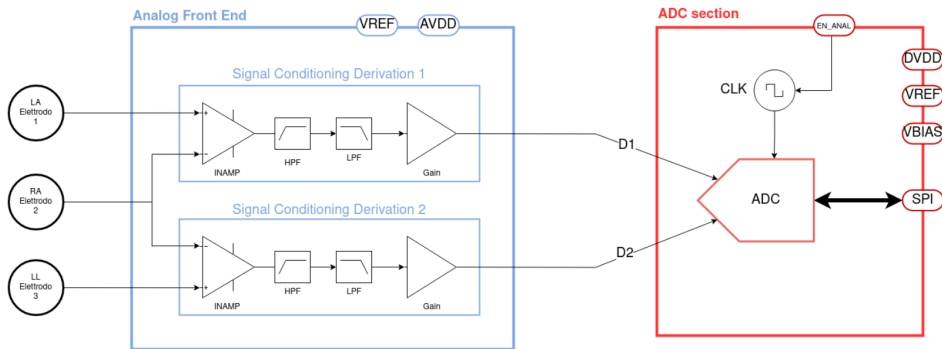 Analog Front End
VREF
AVDD
ADC section
EN_ANAL
DVDD
VREF
VBIAS
SPI
CLK
ADC
LA
Elettrodo
1
RA
Elettrodo
2
LL
Elettrodo
3
Signal Conditioning Derivation 1
+
−
INAMP
HPF
LPF
Gain
D1
Signal Conditioning Derivation 2
−
+
INAMP
HPF
LPF
Gain
D2